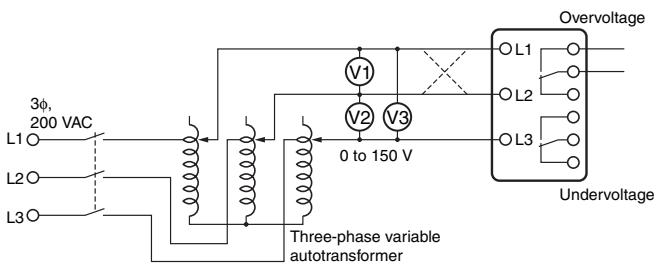 Overvoltage
L1
V1
3ϕ,
200 VAC
L2
V2
V3
L1
L3
0 to 150 V
L2
Undervoltage
L3
Three-phase variable
autotransformer